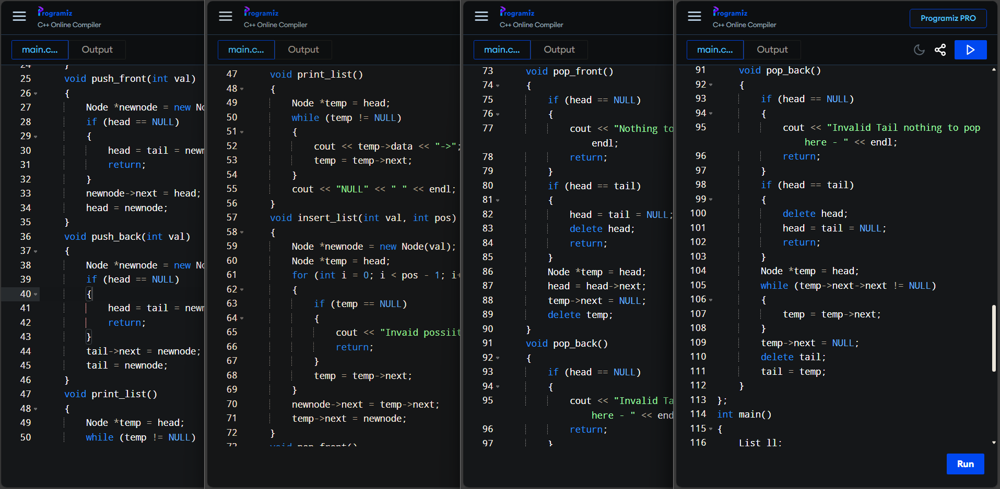 Programiz
C++ Online Compiler
main.c...
Output
24 }
25 void push_front(int val)
26 {
27 Node *newnode = new No
28 if (head == NULL)
29 {
30 head = tail = newn
31 return;
32 }
33 newnode->next = head;
34 head = newnode;
35 }
36 void push_back(int val)
37 {
38 Node *newnode = new No
39 if (head == NULL)
40 {
41 head = tail = newn
42 return;
43 }
44 tail->next = newnode;
45 tail = newnode;
46 }
47 void print_list()
48 {
49 Node *temp = head;
50 while (temp != NULL)
Programiz
C++ Online Compiler
main.c...
Output
47 void print_list()
48 {
49 Node *temp = head;
50 while (temp != NULL)
51 {
52 cout << temp->data << "->";
53 temp = temp->next;
54 }
55 cout << "NULL" << " " << endl;
56 }
57 void insert_list(int val, int pos)
58 {
59 Node *newnode = new Node(val);
60 Node *temp = head;
61 for (int i = 0; i < pos - 1; i+
62 {
63 if (temp == NULL)
64 {
65 cout << "Invaid possiit
66 return;
67 }
68 temp = temp->next;
69 }
70 newnode->next = temp->next;
71 temp->next = newnode;
72 }
73 void pop_front()
Programiz
C++ Online Compiler
main.c...
Output
73 void pop_front()
74 {
75 if (head == NULL)
76 {
77 cout << "Nothing to
endl;
78 return;
79 }
80 if (head == tail)
81 {
82 head = tail = NULL;
83 delete head;
84 return;
85 }
86 Node *temp = head;
87 head = head->next;
88 temp->next = NULL;
89 delete temp;
90 }
91 void pop_back()
92 {
93 if (head == NULL)
94 {
95 cout << "Invalid Ta
here - " << end
96 return;
97 }
Programiz
C++ Online Compiler
Programiz PRO
main.c...
Output
91 void pop_back()
92 {
93 if (head == NULL)
94 {
95 cout << "Invalid Tail nothing to pop
here - " << endl;
96 return;
97 }
98 if (head == tail)
99 {
100 delete head;
101 head = tail = NULL;
102 return;
103 }
104 Node *temp = head;
105 while (temp->next->next != NULL)
106 {
107 temp = temp->next;
108 }
109 temp->next = NULL;
110 delete tail;
111 tail = temp;
112 }
113 };
114 int main()
115 {
116 List ll;
Run